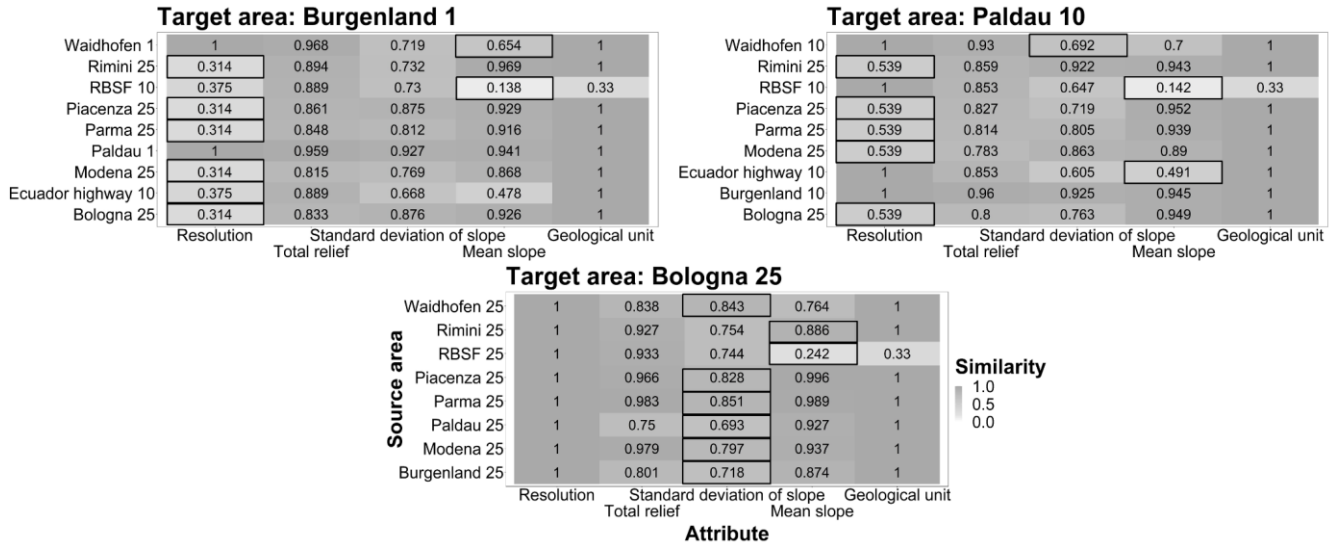 Target area: Burgenland 1
Waidhofen 1 1 0.968 0.719 0.654 1
Rimini 25 0.314 0.894 0.732 0.969 1
RBSF 10 0.375 0.889 0.73 0.138 0.33
Piacenza 25 0.314 0.861 0.875 0.929 1
Parma 25 0.314 0.848 0.812 0.916 1
Paldau 1 1 0.959 0.927 0.941 1
Modena 25 0.314 0.815 0.769 0.868 1
Ecuador highway 10 0.375 0.889 0.668 0.478 1
Bologna 25 0.314 0.833 0.876 0.926 1
Resolution Standard deviation of slope Geological unit
Total relief Mean slope
Target area: Paldau 10
Waidhofen 10 1 0.93 0.692 0.7 1
Rimini 25 0.539 0.859 0.922 0.943 1
RBSF 10 1 0.853 0.647 0.142 0.33
Piacenza 25 0.539 0.827 0.719 0.952 1
Parma 25 0.539 0.814 0.805 0.939 1
Modena 25 0.539 0.783 0.863 0.89 1
Ecuador highway 10 1 0.853 0.605 0.491 1
Burgenland 10 1 0.96 0.925 0.945 1
Bologna 25 0.539 0.8 0.763 0.949 1
Resolution Standard deviation of slope Geological unit
Total relief Mean slope
Target area: Bologna 25
Source area
Waidhofen 25 1 0.838 0.843 0.764 1
Rimini 25 1 0.927 0.754 0.886 1
RBSF 25 1 0.933 0.744 0.242 0.33
Piacenza 25 1 0.966 0.828 0.996 1
Parma 25 1 0.983 0.851 0.989 1
Paldau 25 1 0.75 0.693 0.927 1
Modena 25 1 0.979 0.797 0.937 1
Burgenland 25 1 0.801 0.718 0.874 1
Resolution Standard deviation of slope Geological unit
Total relief Mean slope
Attribute
Similarity
1.0
0.5
0.0